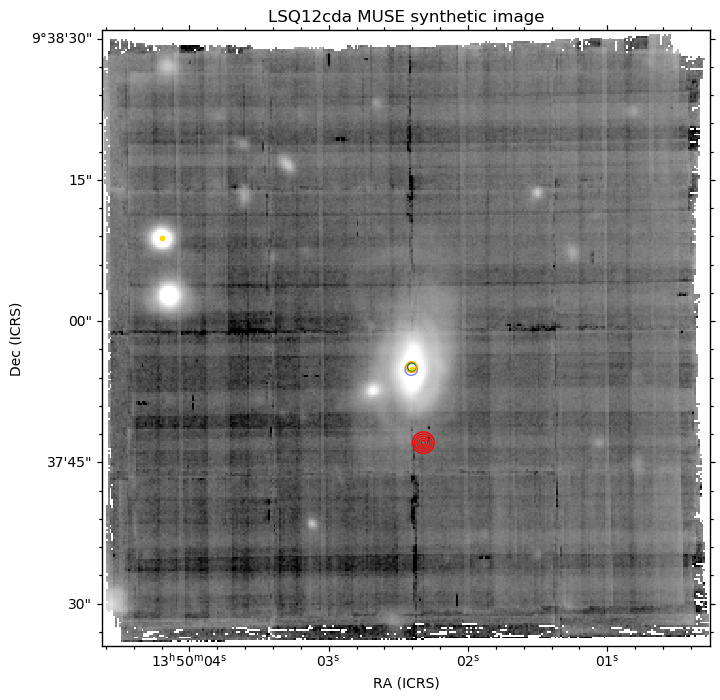 LSQ12cda MUSE synthetic image
9°38'30"
15"
00"
37'45"
30"
Dec (ICRS)
13ʰ50ᵐ04ˢ
03ˢ
02ˢ
01ˢ
RA (ICRS)